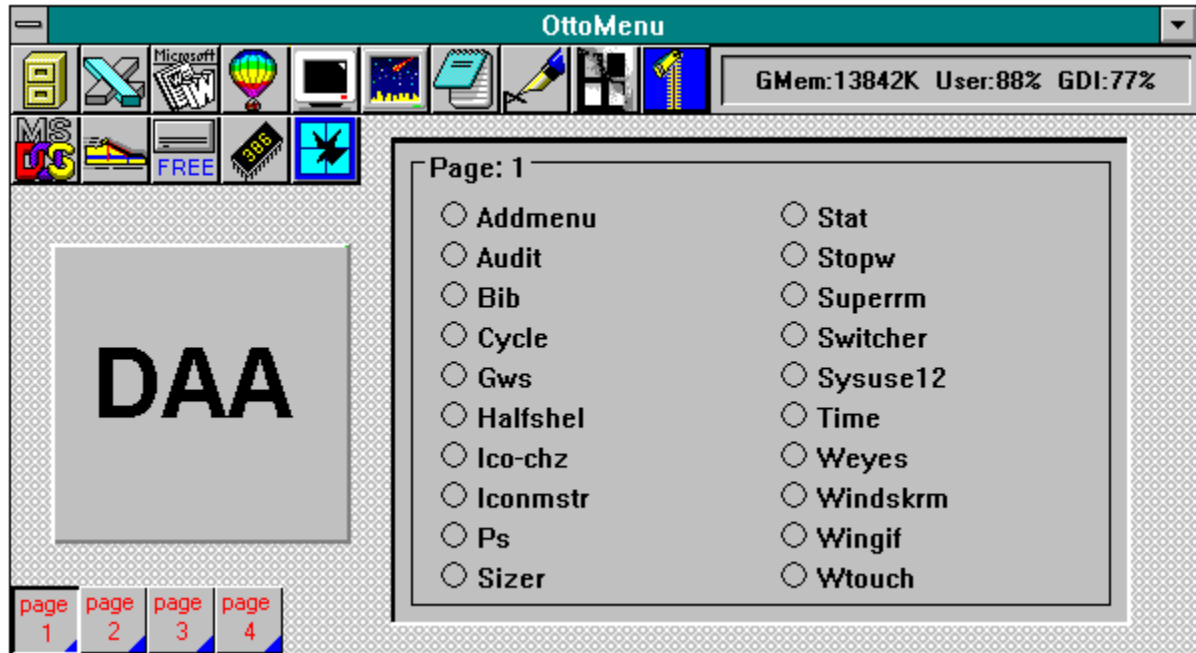 OttoMenu
Microsoft
GMem:13842K User:88% GDI:77%
MS
DOS
FREE
386
Page: 1
Addmenu
Audit
Bib
Cycle
Gws
Halfshel
Ico-chz
Iconmstr
Ps
Sizer
Stat
Stopw
Superrm
Switcher
Sysuse12
Time
Weyes
Windskrm
Wingif
Wtouch
DAA
page
1
page
2
page
3
page
4